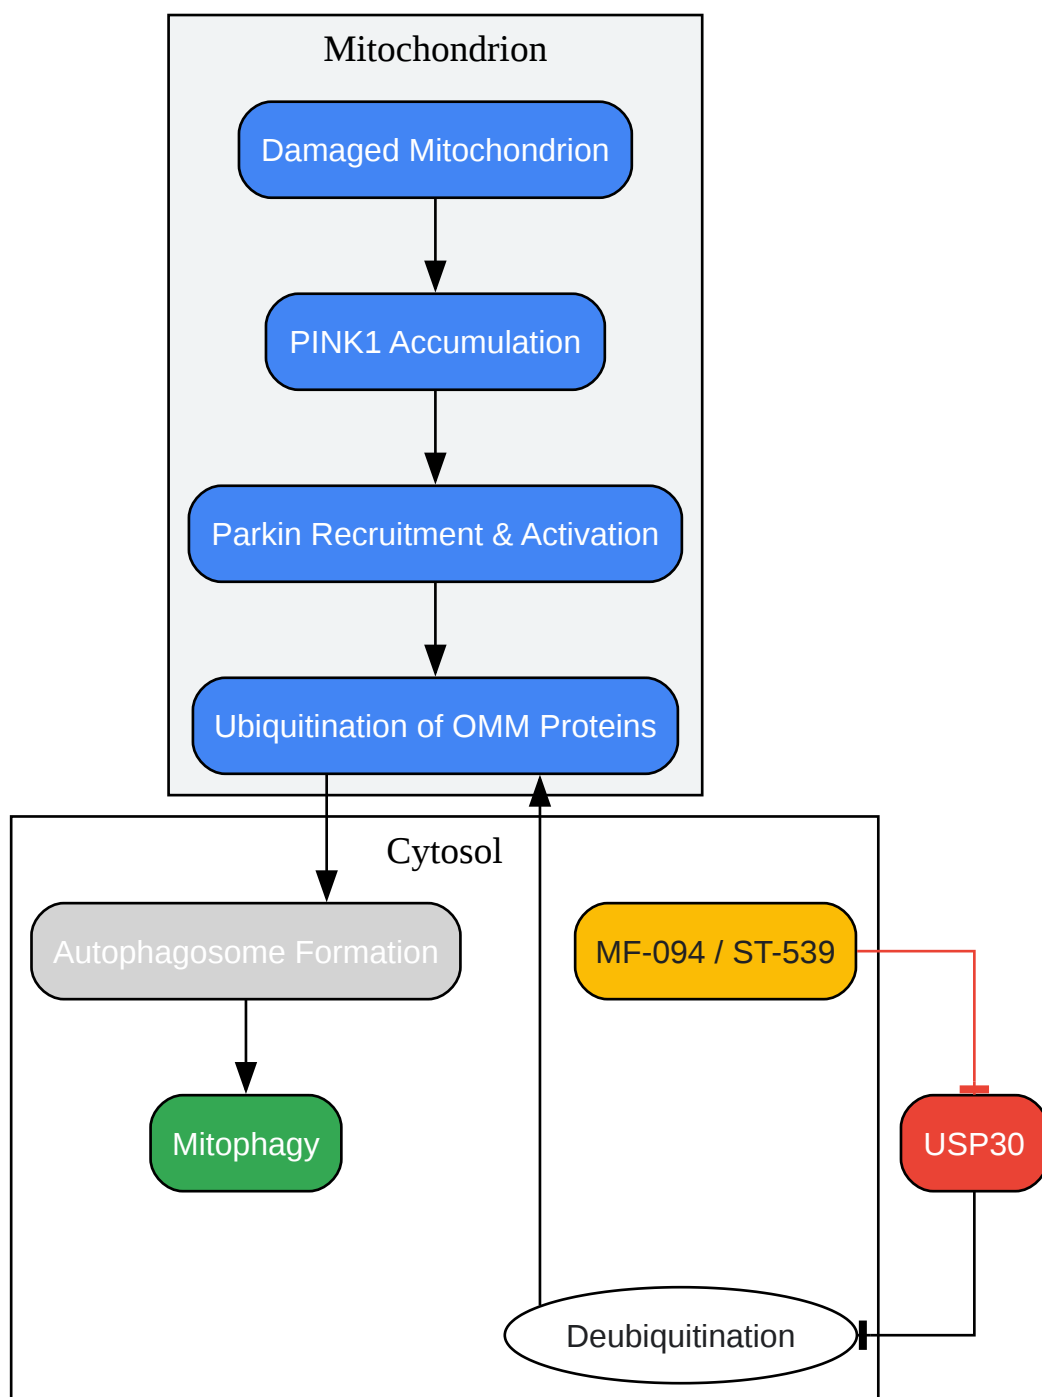 Mitochondrion
Damaged Mitochondrion
PINK1 Accumulation
Parkin Recruitment & Activation
Ubiquitination of OMM Proteins
Cytosol
Autophagosome Formation
MF-094 / ST-539
Mitophagy
USP30
Deubiquitination